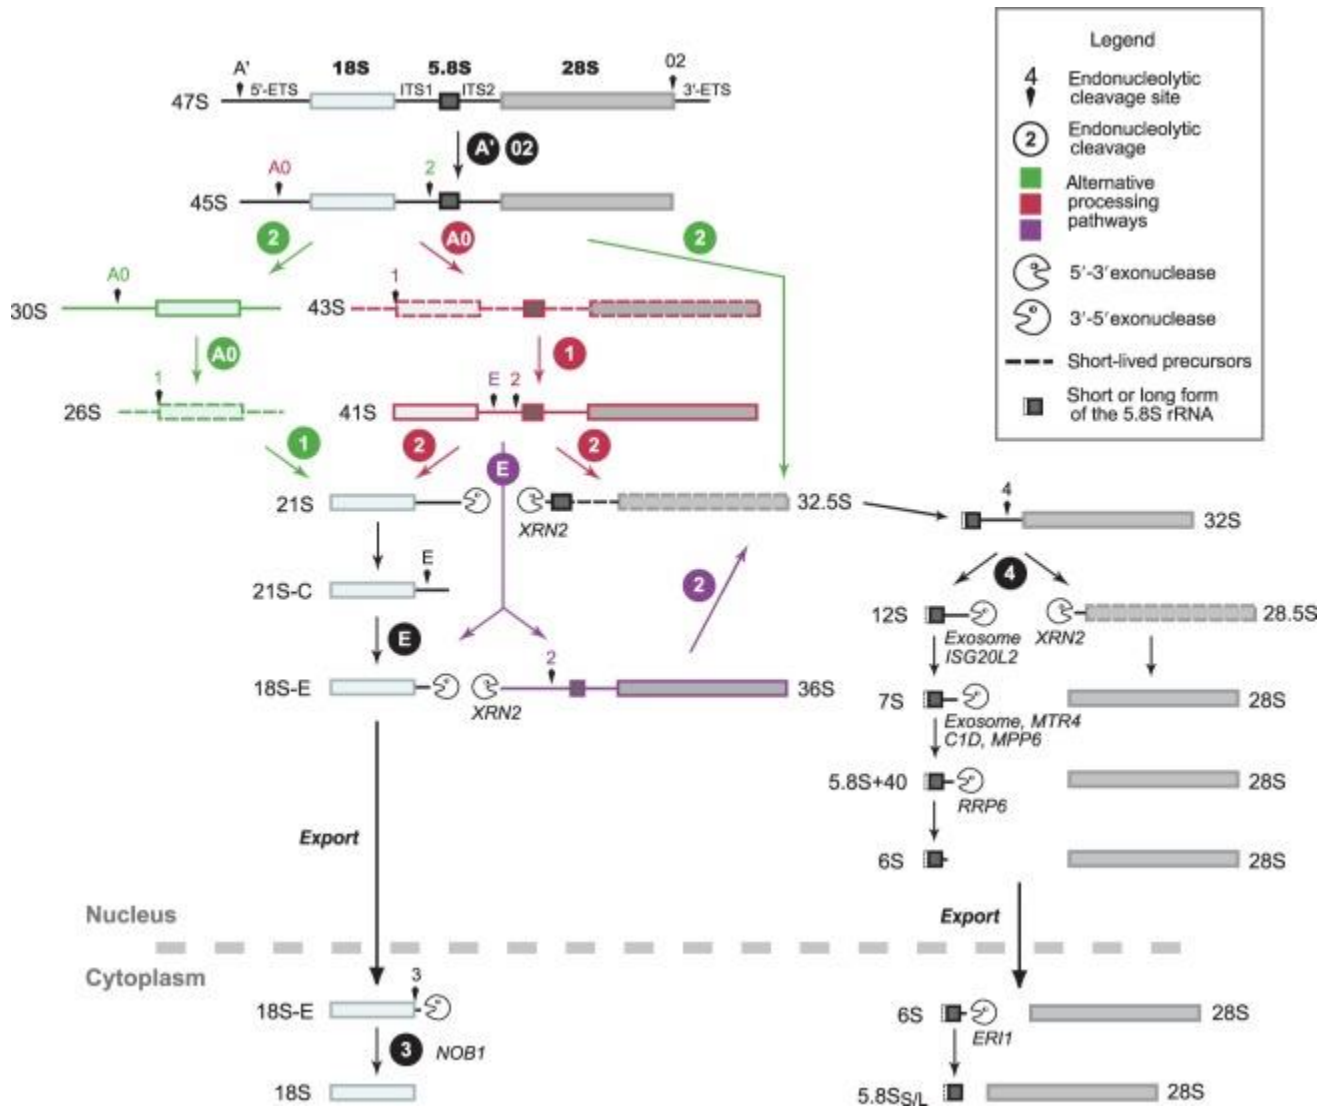 Legend
4 Endonucleolytic
cleavage site
2 Endonucleolytic
cleavage
Alternative
processing
pathways
5'-3' exonuclease
3'-5' exonuclease
Short-lived precursors
Short or long form
of the 5.8S rRNA
18S 5.8S 28S 02
A' 5'-ETS ITS1 ITS2 3'-ETS
47S
A' 02
A0 2
45S
2 A0 2
A0 1
30S 43S
A0 1
1 E 2
26S 41S
1 2 E 2
21S XRN2 32.5S
4
32S
E
21S-C
2
4
E
12S 28.5S
Exosome XRN2
ISG20L2
2
18S-E XRN2 36S
7S 28S
Exosome, MTR4
C1D, MPP6
5.8S+40 28S
RRP6
6S 28S
Export
Export
Nucleus
Cytoplasm
3
18S-E
6S 28S
ERI1
3 NOB1
18S
5.8SS/L 28S